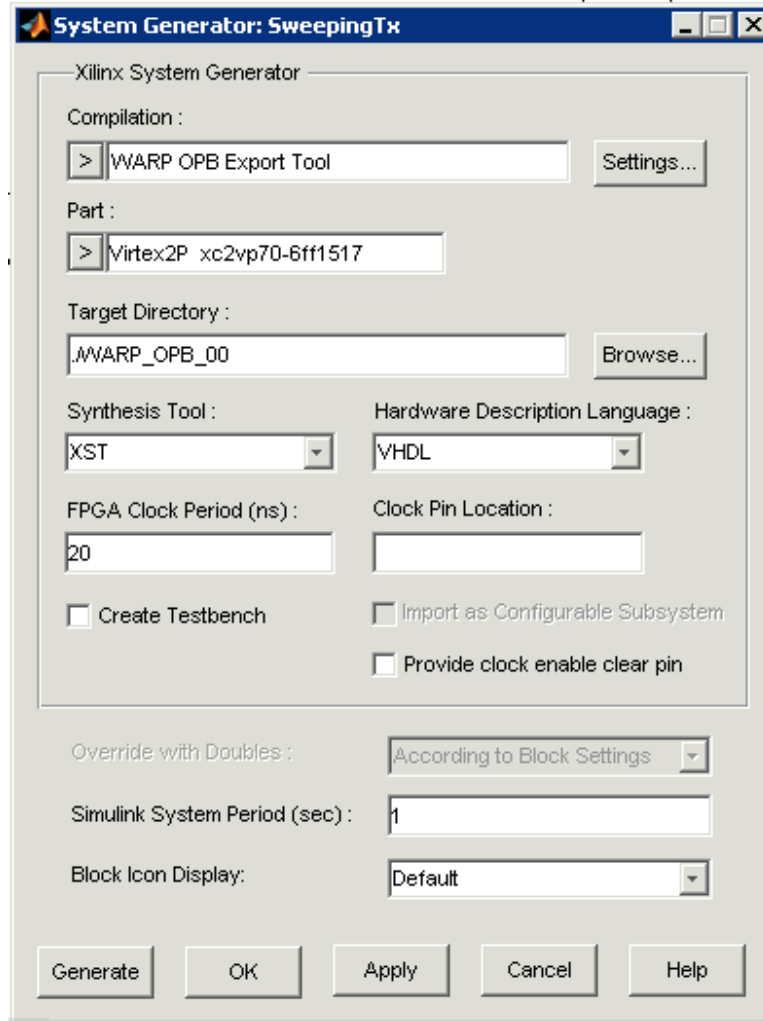 System Generator: SweepingTx
Xilinx System Generator
Compilation :
> WARP OPB Export Tool Settings...
Part :
> Virtex2P xc2vp70-6ff1517
Target Directory :
./WARP_OPB_00 Browse...
Synthesis Tool : Hardware Description Language :
XST VHDL
FPGA Clock Period (ns) : Clock Pin Location :
20
Create Testbench Import as Configurable Subsystem
Provide clock enable clear pin
Override with Doubles : According to Block Settings
Simulink System Period (sec) : 1
Block Icon Display: Default
Generate OK Apply Cancel Help